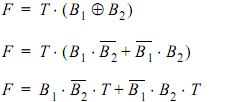 F = T · (B₁ ⊕ B₂)
F = T · (B₁ · B̅₂ + B̅₁ · B₂)
F = B₁ · B̅₂ · T + B̅₁ · B₂ · T